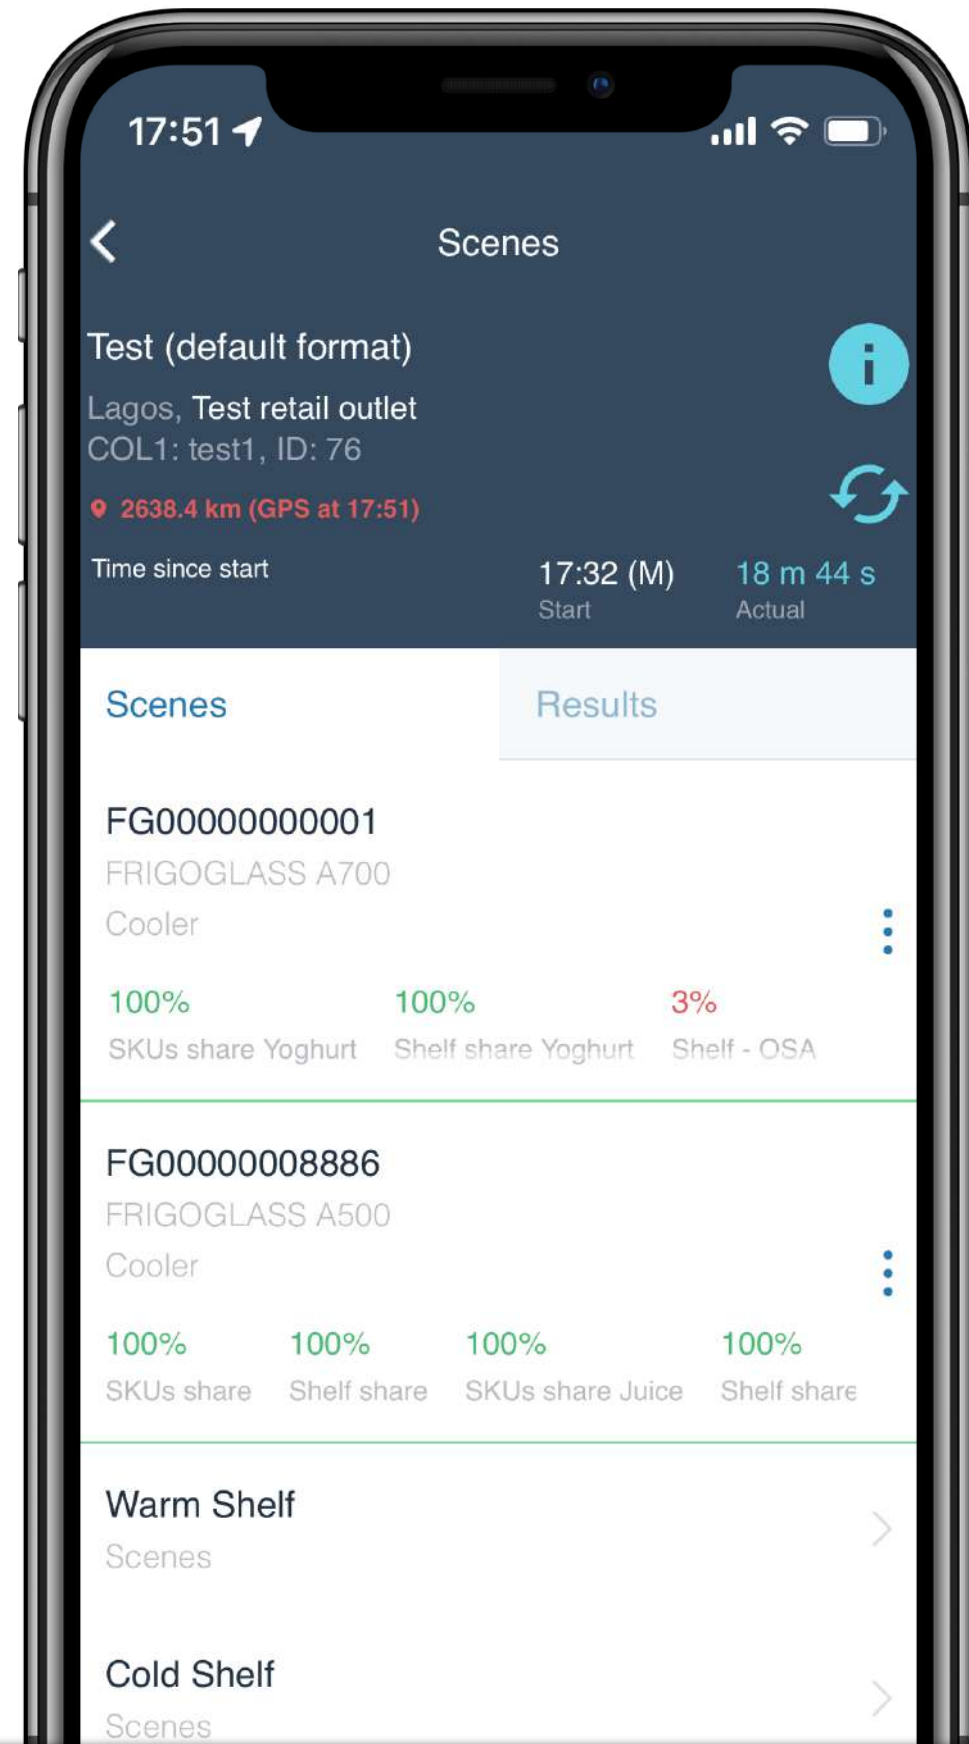 17:51
Scenes
Test (default format)
Lagos, Test retail outlet
COL1: test1, ID: 76
2638.4 km (GPS at 17:51)
Time since start
17:32 (M) 18 m 44 s
Start Actual
Scenes Results
FG00000000001
FRIGOGLASS A700
Cooler
100% 100% 3%
SKUs share Yoghurt Shelf share Yoghurt Shelf - OSA
FG00000008886
FRIGOGLASS A500
Cooler
100% 100% 100% 100%
SKUs share Shelf share SKUs share Juice Shelf share
Warm Shelf
Scenes
Cold Shelf
Scenes